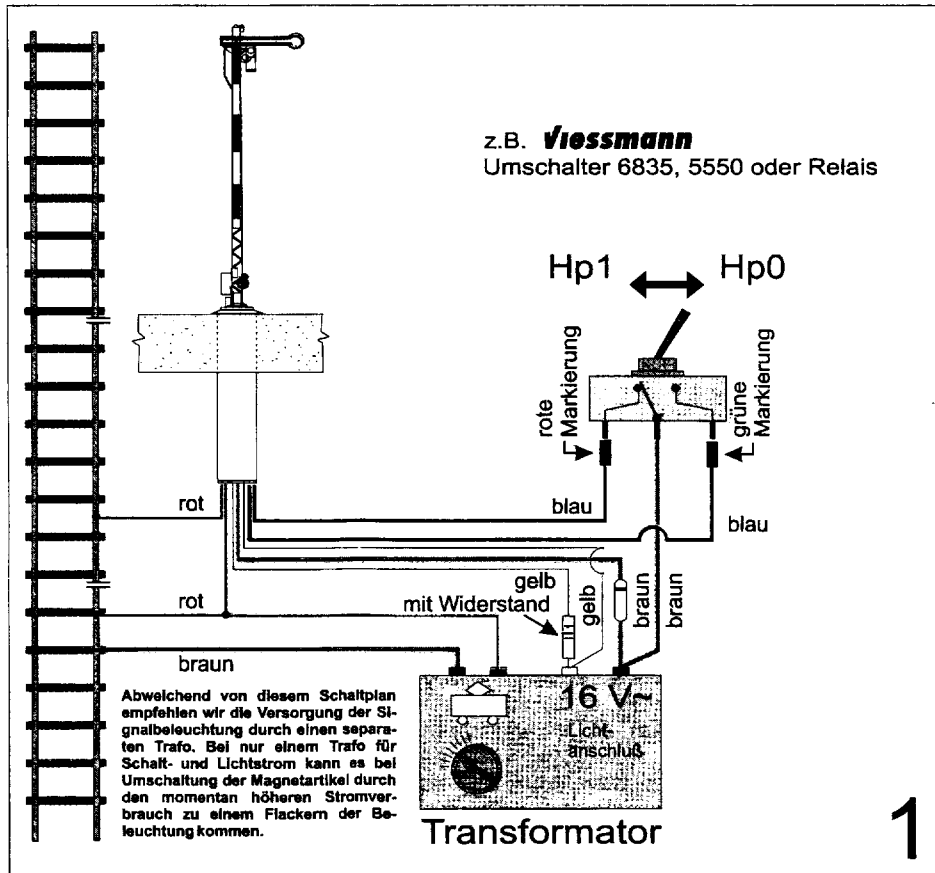 z.B. Viessmann
Umschalter 6835, 5550 oder Relais
Hp1
Hp0
rote
Markierung
grüne
Markierung
rot
blau
blau
gelb
mit Widerstand
gelb
braun
braun
rot
braun
Abweichend von diesem Schaltplan
empfehlen wir die Versorgung der Si-
gnalbeleuchtung durch einen separa-
ten Trafo. Bei nur einem Trafo für
Schalt- und Lichtstrom kann es bei
Umschaltung der Magnetartikel durch
den momentan höheren Stromver-
brauch zu einem Flackern der Be-
leuchtung kommen.
16 V~
Licht-
anschluß
Transformator
1